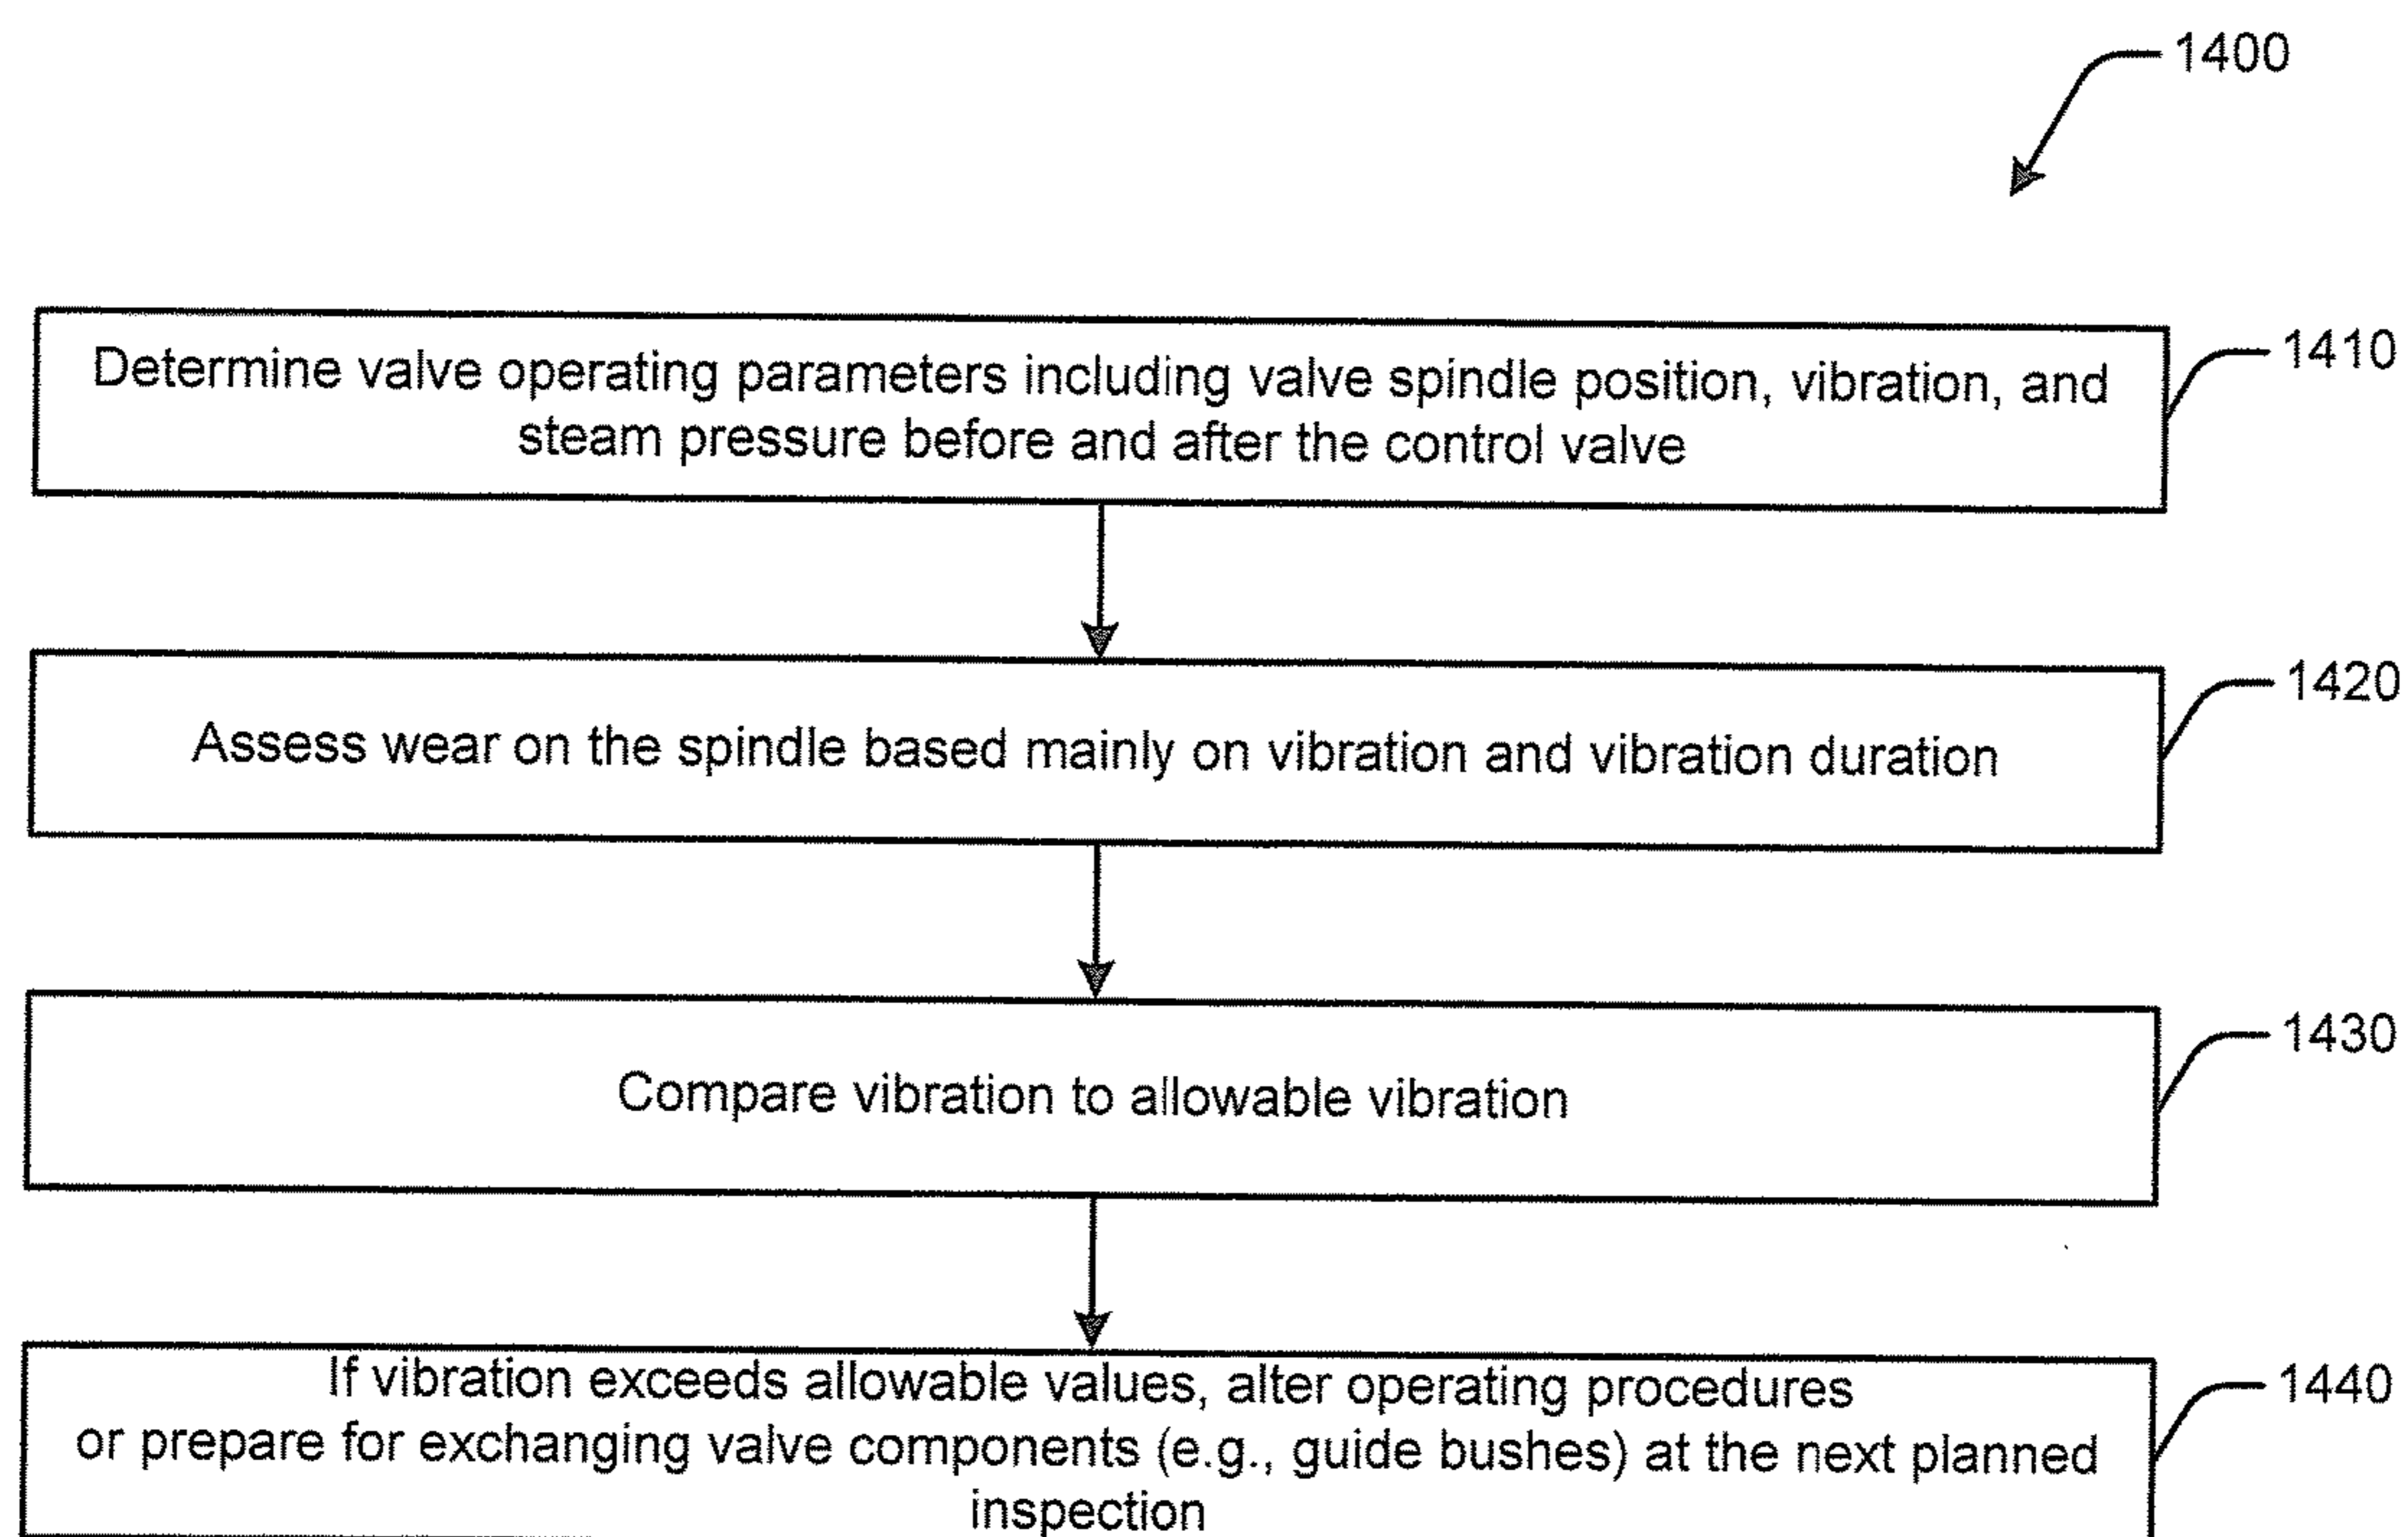 1400
Determine valve operating parameters including valve spindle position, vibration, and
steam pressure before and after the control valve
1410
Assess wear on the spindle based mainly on vibration and vibration duration
1420
Compare vibration to allowable vibration
1430
If vibration exceeds allowable values, alter operating procedures
or prepare for exchanging valve components (e.g., guide bushes) at the next planned
inspection
1440